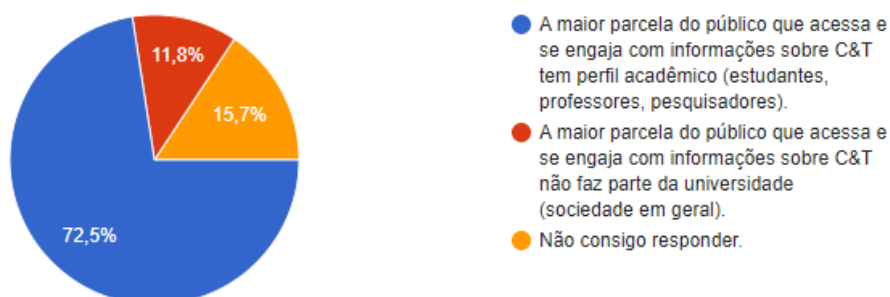 11,8%
15,7%
72,5%
A maior parcela do público que acessa e
se engaja com informações sobre C&T
tem perfil acadêmico (estudantes,
professores, pesquisadores).
A maior parcela do público que acessa e
se engaja com informações sobre C&T
não faz parte da universidade
(sociedade em geral).
Não consigo responder.